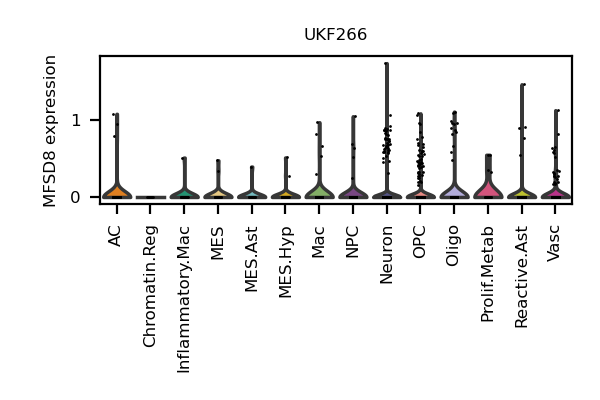 UKF266
MFSD8 expression
1
0
AC
Chromatin.Reg
Inflammatory.Mac
MES
MES.Ast
MES.Hyp
Mac
NPC
Neuron
OPC
Oligo
Prolif.Metab
Reactive.Ast
Vasc